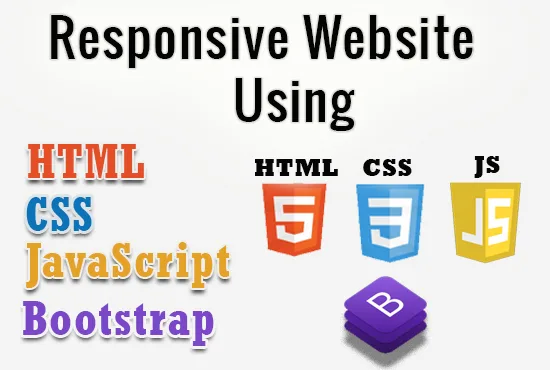 Responsive Website
Using
HTML
CSS
JavaScript
Bootstrap
HTML CSS JS
5 3 JS
B